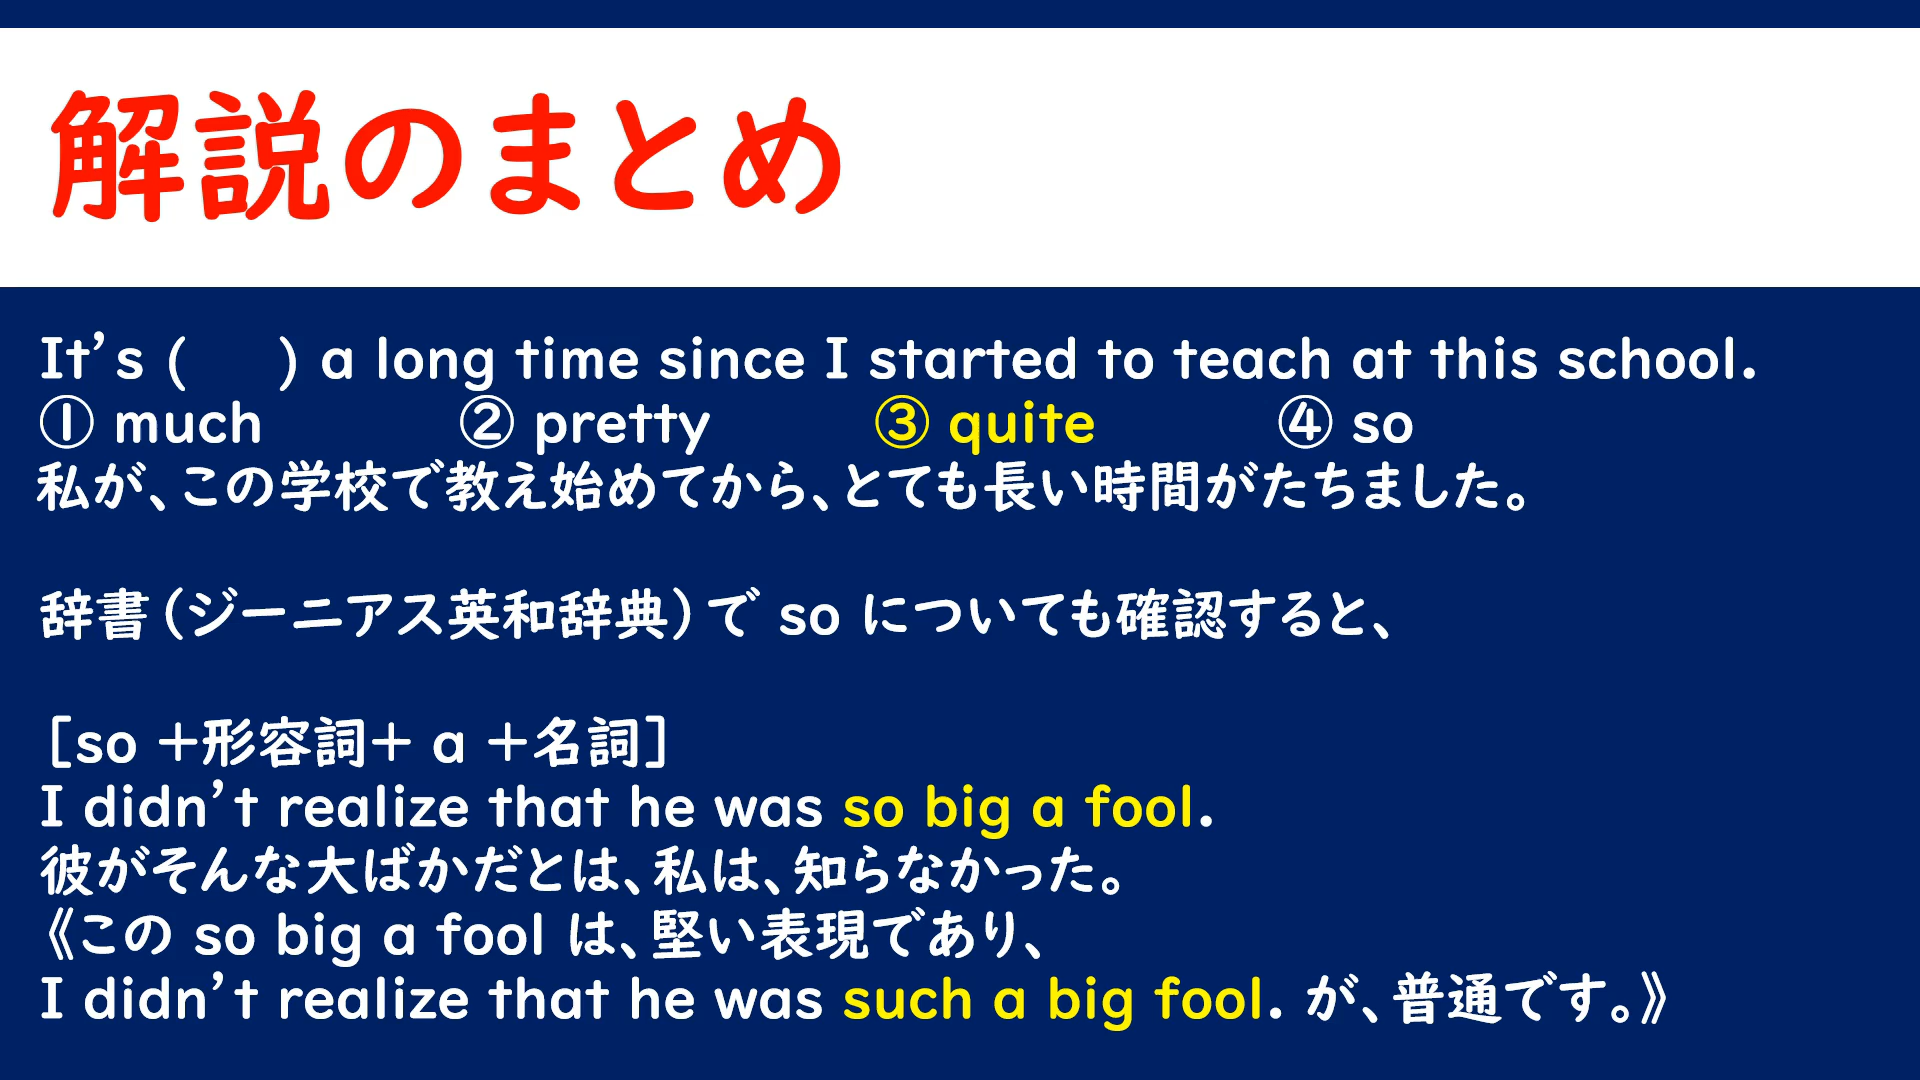 解説のまとめ
It's (　　) a long time since I started to teach at this school.
① much　② pretty　③ quite　④ so
私が、この学校で教え始めてから、とても長い時間がたちました。
辞書（ジーニアス英和辞典）で so についても確認すると、
［so ＋形容詞＋ a ＋名詞］
I didn't realize that he was so big a fool.
彼がそんな大ばかだとは、私は、知らなかった。
《この so big a fool は、堅い表現であり、
I didn't realize that he was such a big fool. が、普通です。》